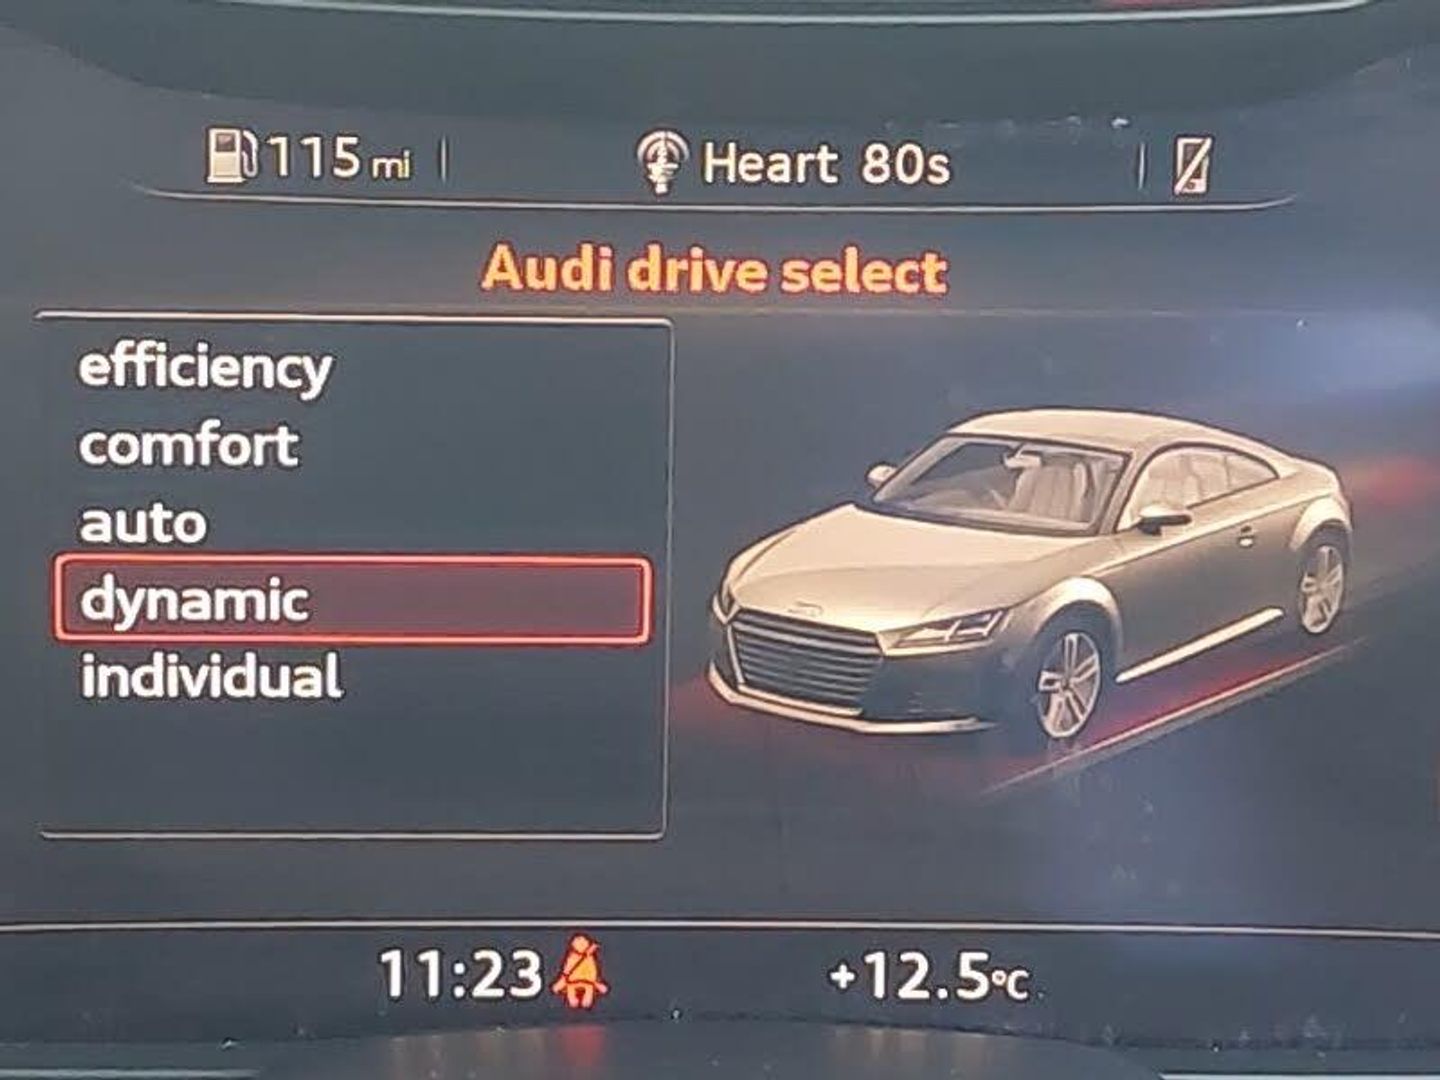 115 mi Heart 80s
Audi drive select
efficiency
comfort
auto
dynamic
individual
11:23 +12.5°C